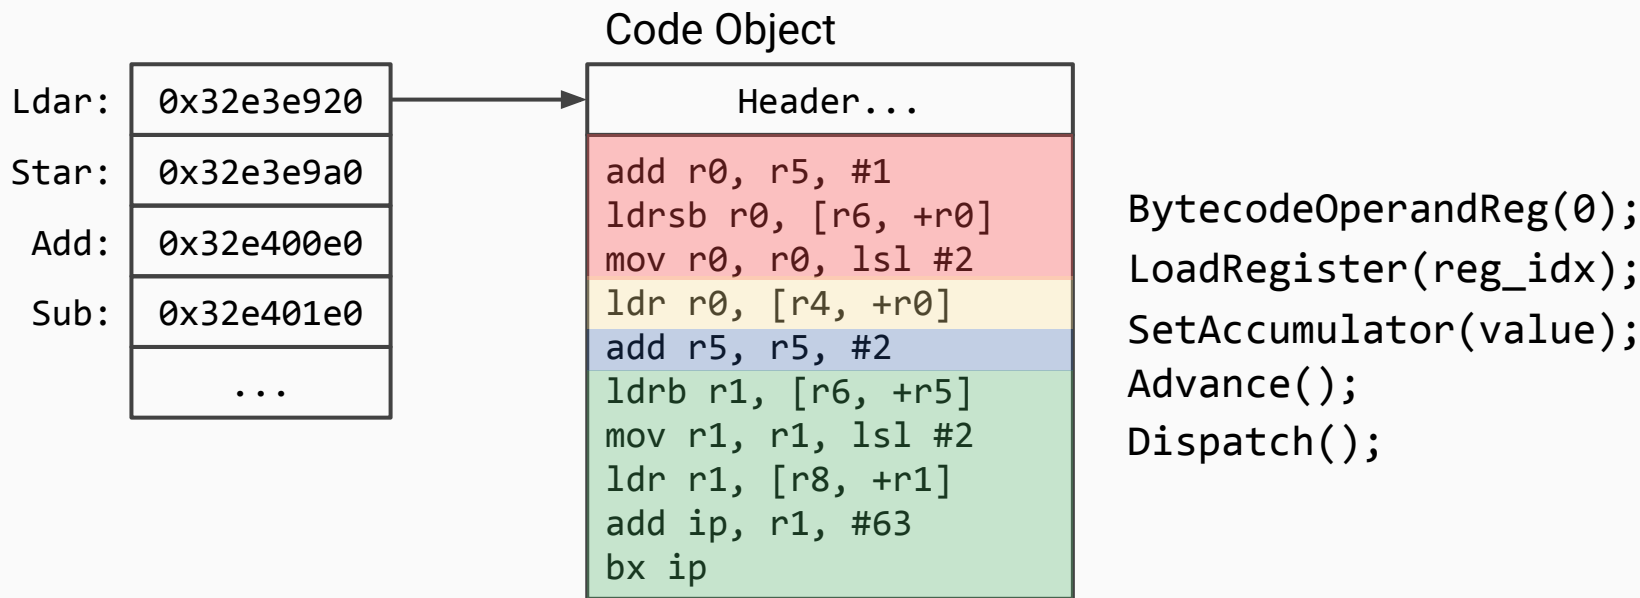 Code Object
Ldar: 0x32e3e920
Star: 0x32e3e9a0
Add: 0x32e400e0
Sub: 0x32e401e0
...
Header...
add r0, r5, #1
ldrsb r0, [r6, +r0]
mov r0, r0, lsl #2
ldr r0, [r4, +r0]
add r5, r5, #2
ldrb r1, [r6, +r5]
mov r1, r1, lsl #2
ldr r1, [r8, +r1]
add ip, r1, #63
bx ip
BytecodeOperandReg(0);
LoadRegister(reg_idx);
SetAccumulator(value);
Advance();
Dispatch();